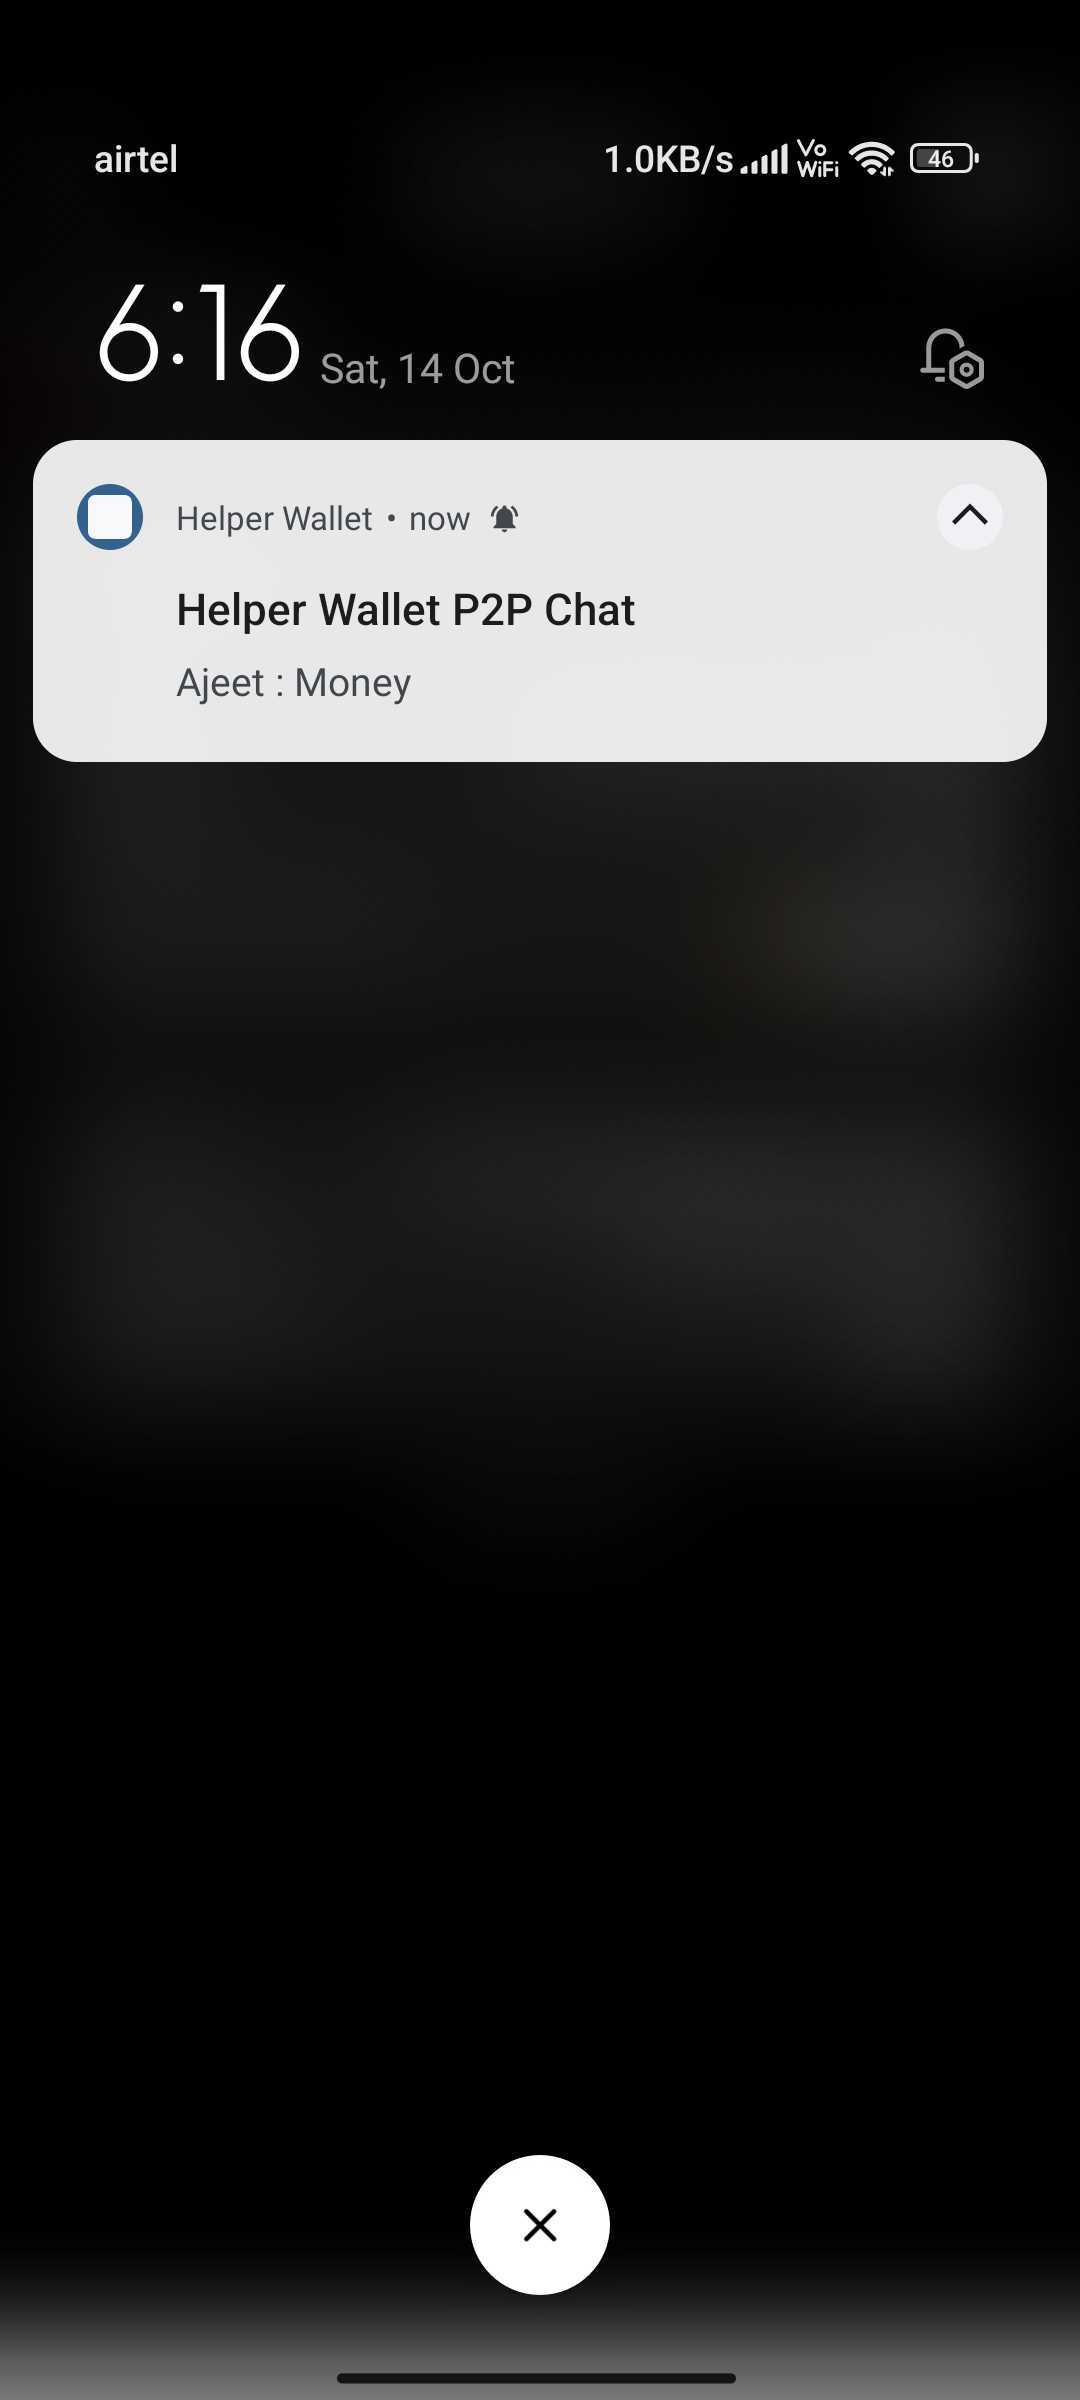 airtel
1.0KB/s Vo WiFi 46
6:16 Sat, 14 Oct
Helper Wallet • now
Helper Wallet P2P Chat
Ajeet : Money